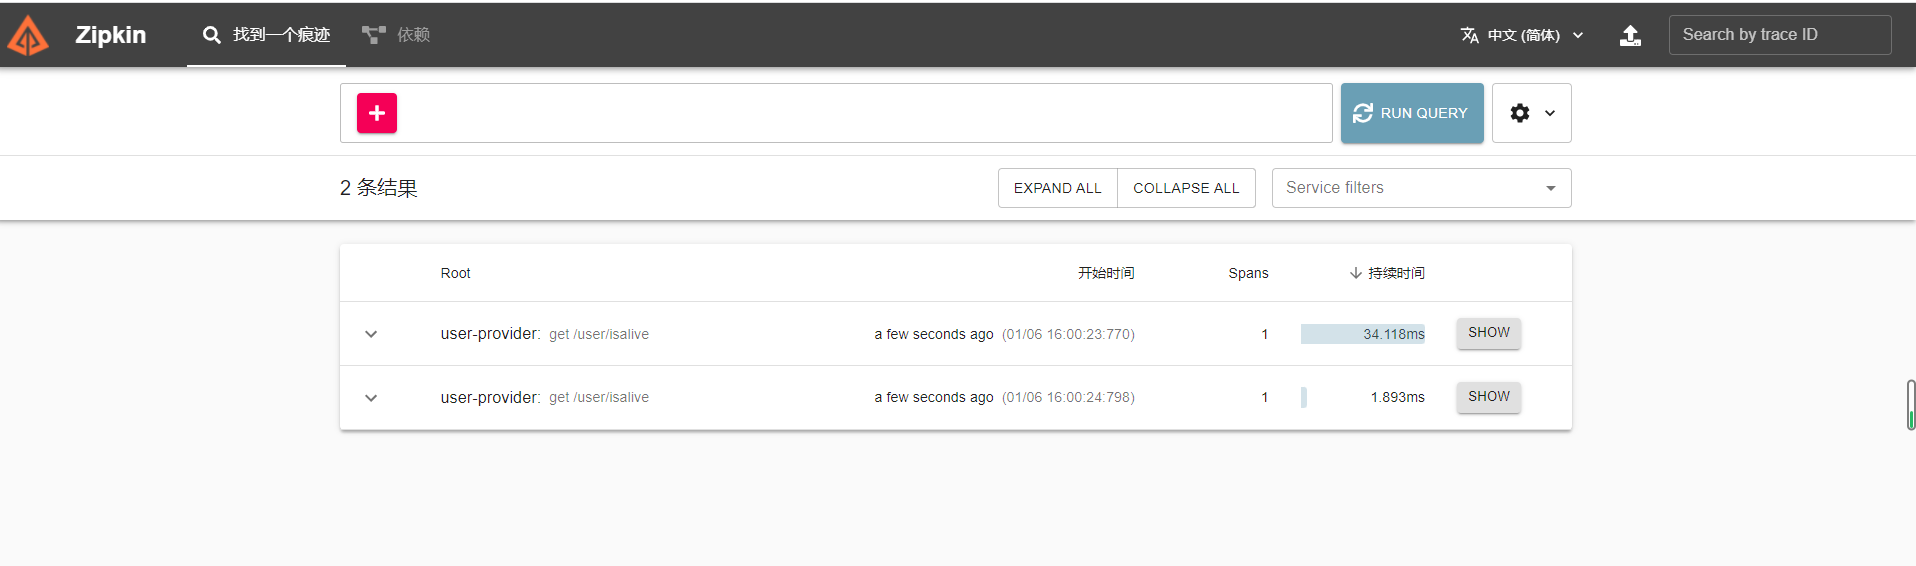 Zipkin 找到一个痕迹 依赖 中文 (简体) Search by trace ID
RUN QUERY
2 条结果 EXPAND ALL COLLAPSE ALL Service filters
Root 开始时间 Spans 持续时间
user-provider: get /user/isalive a few seconds ago (01/06 16:00:23:770) 1 34.118ms SHOW
user-provider: get /user/isalive a few seconds ago (01/06 16:00:24:798) 1 1.893ms SHOW